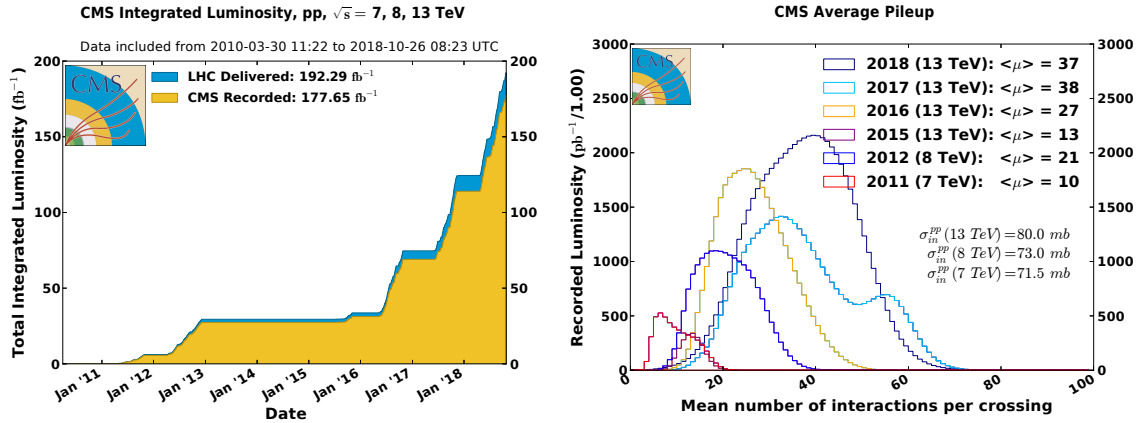 CMS Integrated Luminosity, pp, √s = 7, 8, 13 TeV
Data included from 2010-03-30 11:22 to 2018-10-26 08:23 UTC
CMS
LHC Delivered: 192.29 fb⁻¹
CMS Recorded: 177.65 fb⁻¹
Total Integrated Luminosity (fb⁻¹)
200
150
100
50
0
200
150
100
50
0
Jan '11
Jan '12
Jan '13
Jan '14
Jan '15
Jan '16
Jan '17
Jan '18
Date
CMS Average Pileup
CMS
2018 (13 TeV): <μ> = 37
2017 (13 TeV): <μ> = 38
2016 (13 TeV): <μ> = 27
2015 (13 TeV): <μ> = 13
2012 (8 TeV): <μ> = 21
2011 (7 TeV): <μ> = 10
σ_in^pp (13 TeV)=80.0 mb
σ_in^pp (8 TeV)=73.0 mb
σ_in^pp (7 TeV)=71.5 mb
Recorded Luminosity (pb⁻¹/1.00)
3000
2500
2000
1500
1000
500
0
3000
2500
2000
1500
1000
500
0
0
20
40
60
80
100
Mean number of interactions per crossing